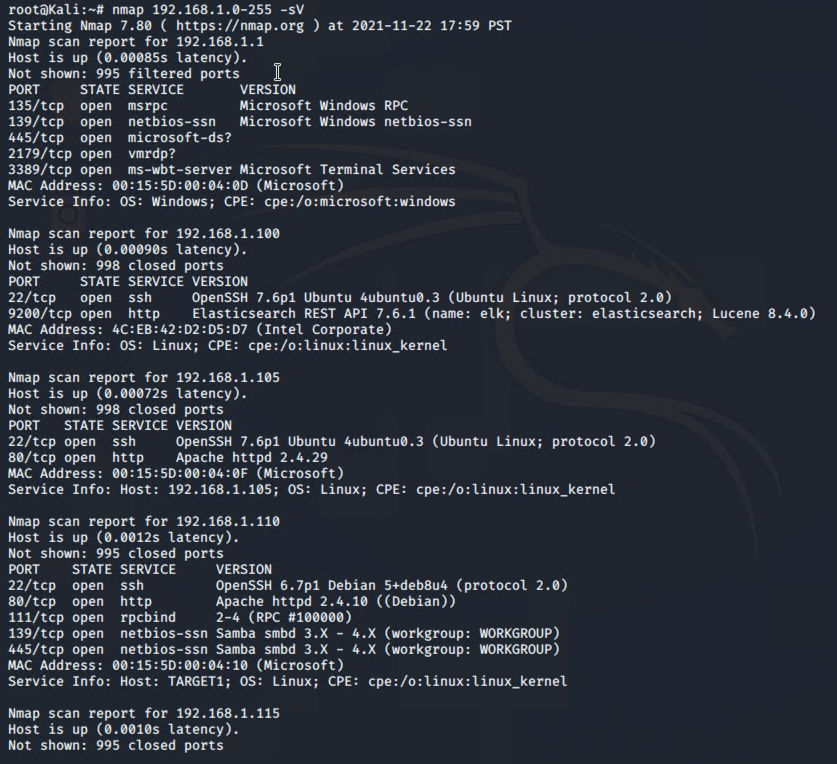 root@Kali:~# nmap 192.168.1.0-255 -sV
Starting Nmap 7.80 ( https://nmap.org ) at 2021-11-22 17:59 PST
Nmap scan report for 192.168.1.1
Host is up (0.00085s latency).
Not shown: 995 filtered ports
PORT     STATE SERVICE       VERSION
135/tcp  open  msrpc         Microsoft Windows RPC
139/tcp  open  netbios-ssn   Microsoft Windows netbios-ssn
445/tcp  open  microsoft-ds?
2179/tcp open  vmrdp?
3389/tcp open  ms-wbt-server Microsoft Terminal Services
MAC Address: 00:15:5D:00:04:0D (Microsoft)
Service Info: OS: Windows; CPE: cpe:/o:microsoft:windows

Nmap scan report for 192.168.1.100
Host is up (0.00090s latency).
Not shown: 998 closed ports
PORT     STATE SERVICE VERSION
22/tcp   open  ssh     OpenSSH 7.6p1 Ubuntu 4ubuntu0.3 (Ubuntu Linux; protocol 2.0)
9200/tcp open  http    Elasticsearch REST API 7.6.1 (name: elk; cluster: elasticsearch; Lucene 8.4.0)
MAC Address: 4C:EB:42:D2:D5:D7 (Intel Corporate)
Service Info: OS: Linux; CPE: cpe:/o:linux:linux_kernel

Nmap scan report for 192.168.1.105
Host is up (0.00072s latency).
Not shown: 998 closed ports
PORT   STATE SERVICE VERSION
22/tcp open  ssh     OpenSSH 7.6p1 Ubuntu 4ubuntu0.3 (Ubuntu Linux; protocol 2.0)
80/tcp open  http    Apache httpd 2.4.29
MAC Address: 00:15:5D:00:04:0F (Microsoft)
Service Info: Host: 192.168.1.105; OS: Linux; CPE: cpe:/o:linux:linux_kernel

Nmap scan report for 192.168.1.110
Host is up (0.0012s latency).
Not shown: 995 closed ports
PORT    STATE SERVICE     VERSION
22/tcp  open  ssh         OpenSSH 6.7p1 Debian 5+deb8u4 (protocol 2.0)
80/tcp  open  http        Apache httpd 2.4.10 ((Debian))
111/tcp open  rpcbind     2-4 (RPC #100000)
139/tcp open  netbios-ssn Samba smbd 3.X - 4.X (workgroup: WORKGROUP)
445/tcp open  netbios-ssn Samba smbd 3.X - 4.X (workgroup: WORKGROUP)
MAC Address: 00:15:5D:00:04:10 (Microsoft)
Service Info: Host: TARGET1; OS: Linux; CPE: cpe:/o:linux:linux_kernel

Nmap scan report for 192.168.1.115
Host is up (0.0010s latency).
Not shown: 995 closed ports